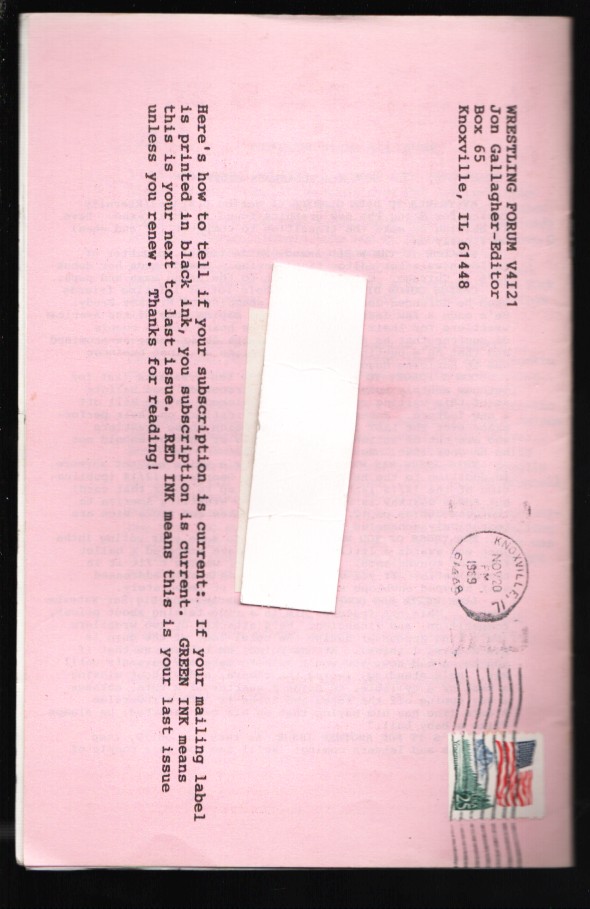 WRESTLING FORUM V4I21
Jon Gallagher-Editor
Box 65
Knoxville, IL 61448
KNOXVILLE, IL
NOV 20
PM
1989
61448
25
Here's how to tell if your subscription is current: If your mailing label
is printed in black ink, you subscription is current. GREEN INK means
this is your next to last issue. RED INK means this is your last issue
unless you renew. Thanks for reading!